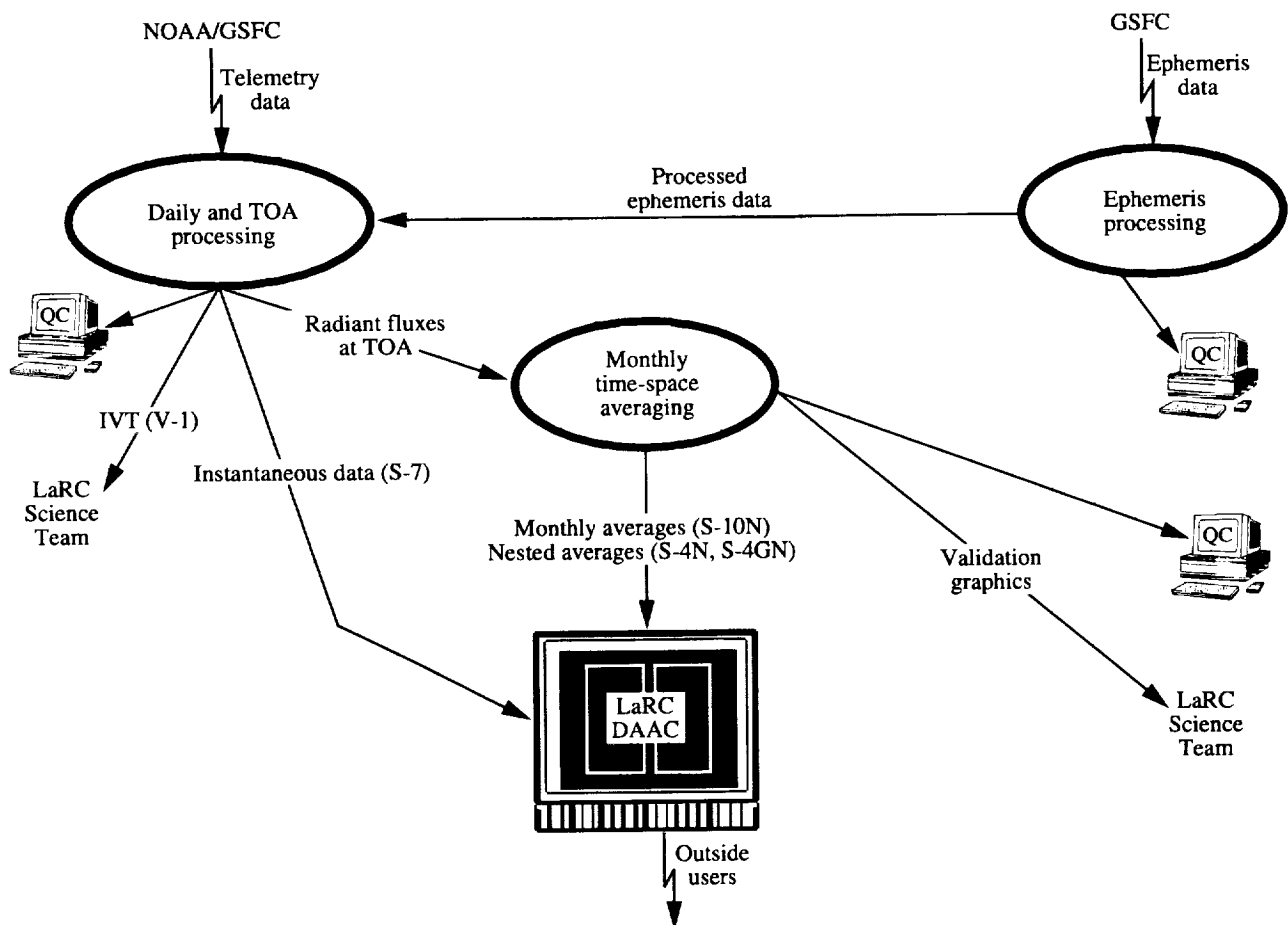 NOAA/GSFC
GSFC
Telemetry
data
Ephemeris
data
Processed
ephemeris data
Daily and TOA
processing
Ephemeris
processing
QC
Radiant fluxes
at TOA
Monthly
time-space
averaging
QC
IVT (V-1)
Instantaneous data (S-7)
LaRC
Science
Team
Monthly averages (S-10N)
Nested averages (S-4N, S-4GN)
QC
Validation
graphics
LaRC
DAAC
LaRC
Science
Team
Outside
users